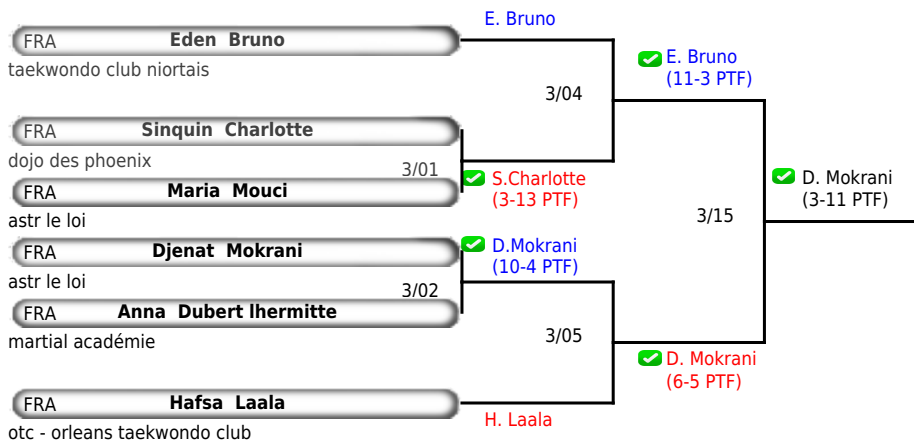 E. Bruno
FRA Eden Bruno
taekwondo club niortais
E. Bruno
(11-3 PTF)
3/04
FRA Sinquin Charlotte
dojo des phoenix
3/01
S.Charlotte
(3-13 PTF)
FRA Maria Mouci
astr le loi
D. Mokrani
(3-11 PTF)
3/15
FRA Djenat Mokrani
astr le loi
D.Mokrani
(10-4 PTF)
3/02
FRA Anna Dubert lhermitte
martial académie
3/05
D. Mokrani
(6-5 PTF)
FRA Hafsa Laala
H. Laala
otc - orleans taekwondo club